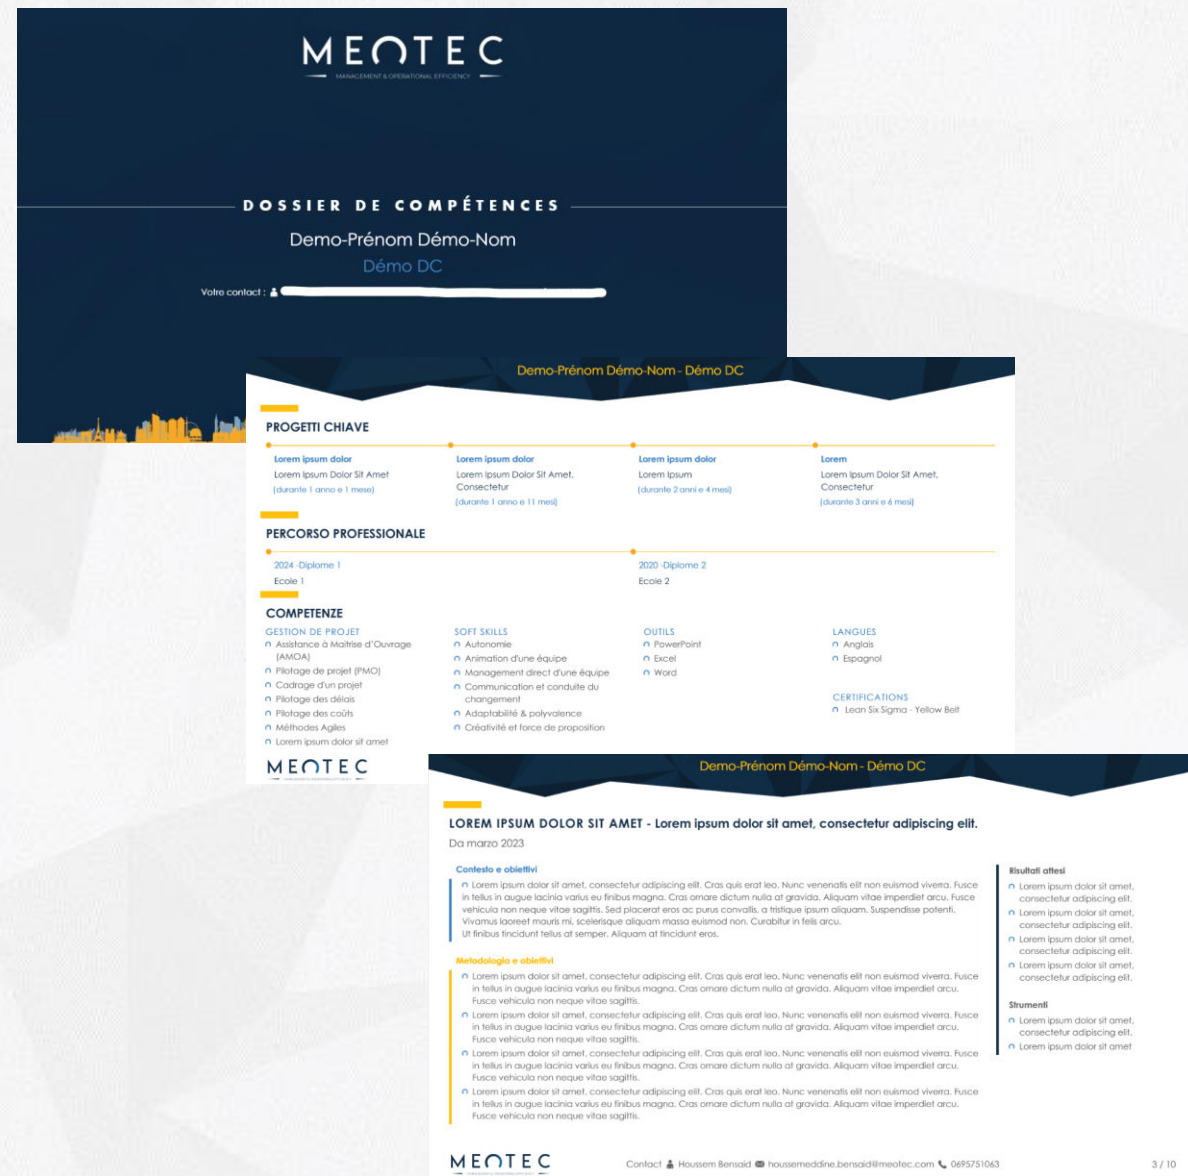 MEOTEC
MANAGEMENT & OPERATIONAL EFFICIENCY
DOSSIER DE COMPÉTENCES
Demo-Prénom Démo-Nom
Démo DC
Votre contact :
Demo-Prénom Démo-Nom - Démo DC
PROGETTI CHIAVE
Lorem ipsum dolor
Lorem Ipsum Dolor Sit Amet
(durante 1 anno e 1 mese)
Lorem ipsum dolor
Lorem Ipsum Dolor Sit Amet,
Consectetur
(durante 1 anno e 11 mesi)
Lorem ipsum dolor
Lorem Ipsum
(durante 2 anni e 4 mesi)
Lorem
Lorem Ipsum Dolor Sit Amet,
Consectetur
(durante 3 anni e 6 mesi)
PERCORSO PROFESSIONALE
2024 -Diplome 1
Ecole 1
2020 -Diplome 2
Ecole 2
COMPETENZE
GESTION DE PROJET
Assistance à Maitrise d'Ouvrage
(AMOA)
Pilotage de projet (PMO)
Cadrage d'un projet
Pilotage des délais
Pilotage des coûts
Méthodes Agiles
Lorem ipsum dolor sit amet
SOFT SKILLS
Autonomie
Animation d'une équipe
Management direct d'une équipe
Communication et conduite du
changement
Adaptabilité & polyvalence
Créativité et force de proposition
OUTILS
PowerPoint
Excel
Word
LANGUES
Anglais
Espagnol
CERTIFICATIONS
Lean Six Sigma - Yellow Belt
MEOTEC
Demo-Prénom Démo-Nom - Démo DC
LOREM IPSUM DOLOR SIT AMET - Lorem ipsum dolor sit amet, consectetur adipiscing elit.
Da marzo 2023
Contesto e obiettivi
Lorem ipsum dolor sit amet, consectetur adipiscing elit. Cras quis erat leo. Nunc venenatis elit non euismod viverra. Fusce
in tellus in augue lacinia varius eu finibus magna. Cras ornare dictum nulla at gravida. Aliquam vitae imperdiet arcu. Fusce
vehicula non neque vitae sagittis. Sed placerat eros ac purus convallis, a tristique ipsum aliquam. Suspendisse potenti.
Vivamus laoreet mauris mi, scelerisque aliquam massa euismod non. Curabitur in felis arcu.
Ut finibus tincidunt tellus at semper. Aliquam at tincidunt eros.
Metodologia e obiettivi
Lorem ipsum dolor sit amet, consectetur adipiscing elit. Cras quis erat leo. Nunc venenatis elit non euismod viverra. Fusce
in tellus in augue lacinia varius eu finibus magna. Cras ornare dictum nulla at gravida. Aliquam vitae imperdiet arcu.
Fusce vehicula non neque vitae sagittis.
Lorem ipsum dolor sit amet, consectetur adipiscing elit. Cras quis erat leo. Nunc venenatis elit non euismod viverra. Fusce
in tellus in augue lacinia varius eu finibus magna. Cras ornare dictum nulla at gravida. Aliquam vitae imperdiet arcu.
Fusce vehicula non neque vitae sagittis.
Lorem ipsum dolor sit amet, consectetur adipiscing elit. Cras quis erat leo. Nunc venenatis elit non euismod viverra. Fusce
in tellus in augue lacinia varius eu finibus magna. Cras ornare dictum nulla at gravida. Aliquam vitae imperdiet arcu.
Fusce vehicula non neque vitae sagittis.
Lorem ipsum dolor sit amet, consectetur adipiscing elit. Cras quis erat leo. Nunc venenatis elit non euismod viverra. Fusce
in tellus in augue lacinia varius eu finibus magna. Cras ornare dictum nulla at gravida. Aliquam vitae imperdiet arcu.
Fusce vehicula non neque vitae sagittis.
Risultati attesi
Lorem ipsum dolor sit amet,
consectetur adipiscing elit.
Lorem ipsum dolor sit amet,
consectetur adipiscing elit.
Lorem ipsum dolor sit amet,
consectetur adipiscing elit.
Lorem ipsum dolor sit amet,
consectetur adipiscing elit.
Strumenti
Lorem ipsum dolor sit amet,
consectetur adipiscing elit.
Lorem ipsum dolor sit amet
MEOTEC
Contact Houssem Bensaid houssemeddine.bensaid@meotec.com 0695751063
3 / 10